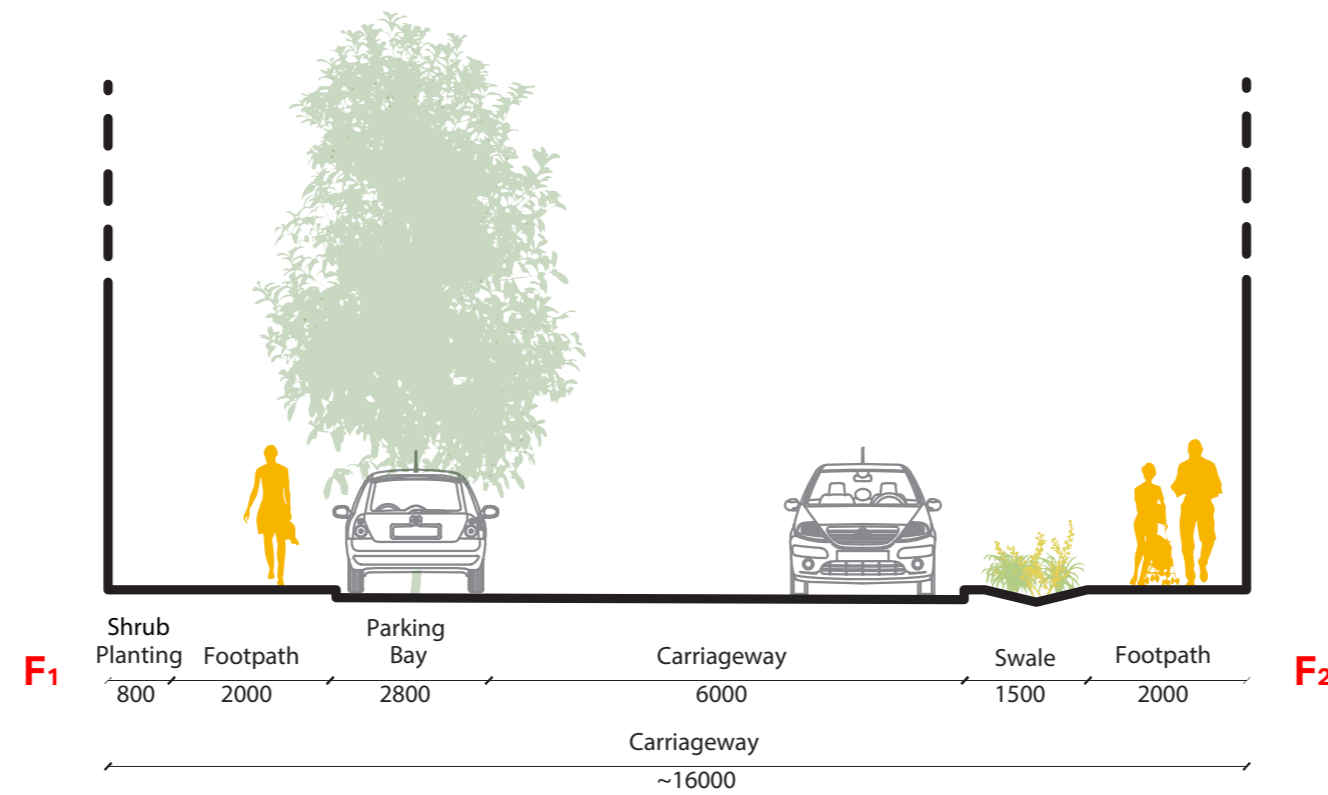 Shrub
Planting
Footpath
Parking
Bay
Carriageway
Swale
Footpath
F1
F2
800
2000
2800
6000
1500
2000
Carriageway
~16000